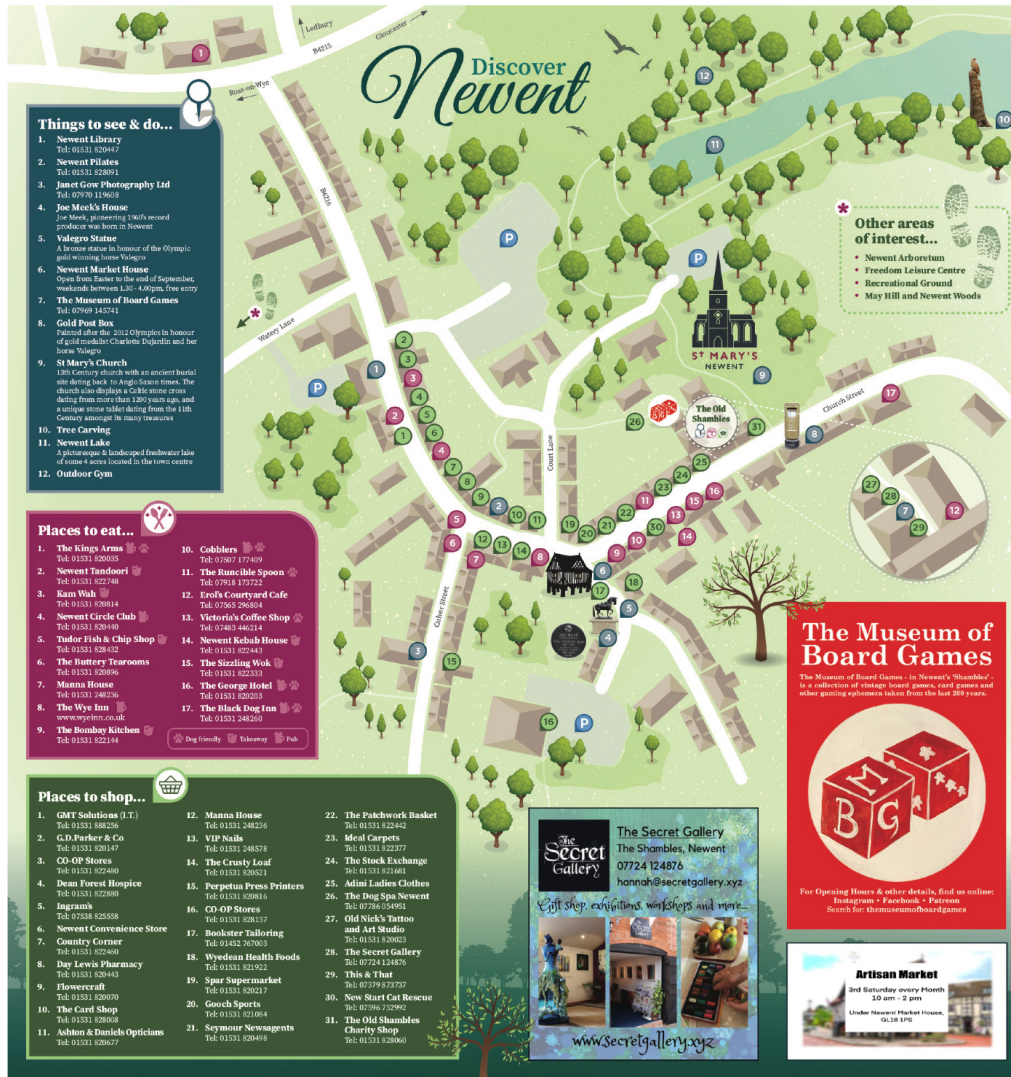 Ledbury
B4215
Gloucester
Ross-on-Wye
Discover
Newent
B4216
Things to see & do...
1. Newent Library
Tel: 01531 820447
2. Newent Pilates
Tel: 01531 828091
3. Janet Gow Photography Ltd
Tel: 07970 119608
4. Joe Meek's House
Joe Meek, pioneering 1960's record
producer was born in Newent
5. Valegro Statue
A bronze statue in honour of the Olympic
gold winning horse Valegro
6. Newent Market House
Open from Easter to the end of September,
weekends between 1.30 - 4.00pm, free entry
7. The Museum of Board Games
Tel: 07969 145741
8. Gold Post Box
Painted after the 2012 Olympics in honour
of gold medalist Charlotte Dujardin and her
horse Valegro
9. St Mary's Church
13th Century church with an ancient burial
site dating back to Anglo Saxon times. The
church also displays a Celtic stone cross
dating from more than 1200 years ago, and
a unique stone tablet dating from the 11th
Century amongst its many treasures
10. Tree Carving
11. Newent Lake
A picturesque & landscaped freshwater lake
of some 4 acres located in the town centre
12. Outdoor Gym
Other areas
of interest...
• Newent Arboretum
• Freedom Leisure Centre
• Recreational Ground
• May Hill and Newent Woods
Watery Lane
St MARY'S
NEWENT
The Old
Shambles
Church Street
Court Lane
Culver Street
Places to eat...
1. The Kings Arms
Tel: 01531 820035
2. Newent Tandoori
Tel: 01531 822748
3. Kam Wah
Tel: 01531 820814
4. Newent Circle Club
Tel: 01531 820440
5. Tudor Fish & Chip Shop
Tel: 01531 828432
6. The Buttery Tearooms
Tel: 01531 820896
7. Manna House
Tel: 01531 248236
8. The Wye Inn
www.wyeinn.co.uk
9. The Bombay Kitchen
Tel: 01531 822144
10. Cobblers
Tel: 07507 177409
11. The Runcible Spoon
Tel: 07918 173722
12. Erol's Courtyard Cafe
Tel: 07565 296804
13. Victoria's Coffee Shop
Tel: 07483 446214
14. Newent Kebab House
Tel: 01531 822443
15. The Sizzling Wok
Tel: 01531 822333
16. The George Hotel
Tel: 01531 820203
17. The Black Dog Inn
Tel: 01531 248260
Dog friendly Takeaway Pub
Places to shop...
1. GMT Solutions (I.T.)
Tel: 01531 888256
2. G.D.Parker & Co
Tel: 01531 820147
3. CO-OP Stores
Tel: 01531 822480
4. Dean Forest Hospice
Tel: 01531 822880
5. Ingram's
Tel: 07538 825558
6. Newent Convenience Store
7. Country Corner
Tel: 01531 822460
8. Day Lewis Pharmacy
Tel: 01531 820443
9. Flowercraft
Tel: 01531 820070
10. The Card Shop
Tel: 01531 828008
11. Ashton & Daniels Opticians
Tel: 01531 820677
12. Manna House
Tel: 01531 248236
13. VIP Nails
Tel: 01531 248578
14. The Crusty Loaf
Tel: 01531 820521
15. Perpetua Press Printers
Tel: 01531 820816
16. CO-OP Stores
Tel: 01531 828137
17. Bookster Tailoring
Tel: 01452 767003
18. Wyedean Health Foods
Tel: 01531 821922
19. Spar Supermarket
Tel: 01531 820217
20. Gooch Sports
Tel: 01531 821064
21. Seymour Newsagents
Tel: 01531 820498
22. The Patchwork Basket
Tel: 01531 822442
23. Ideal Carpets
Tel: 01531 822377
24. The Stock Exchange
Tel: 01531 821681
25. Adini Ladies Clothes
26. The Dog Spa Newent
Tel: 07786 054951
27. Old Nick's Tattoo
and Art Studio
Tel: 01531 820023
28. The Secret Gallery
Tel: 07724 124876
29. This & That
Tel: 07379 873737
30. New Start Cat Rescue
Tel: 07596 752992
31. The Old Shambles
Charity Shop
Tel: 01531 828060
The
Secret
Gallery
The Secret Gallery
The Shambles, Newent
07724 124876
hannah@secretgallery.xyz
Gift shop, exhibitions, workshops and more...
www.secretgallery.xyz
The Museum of
Board Games
The Museum of Board Games - in Newent's 'Shambles' -
is a collection of vintage board games, card games and
other gaming ephemera taken from the last 200 years.
M
B G
For Opening Hours & other details, find us online:
Instagram • Facebook • Patreon
Search for: themuseumofboardgames
Artisan Market
3rd Saturday every Month
10 am - 2 pm
Under Newent Market House,
GL18 1PS